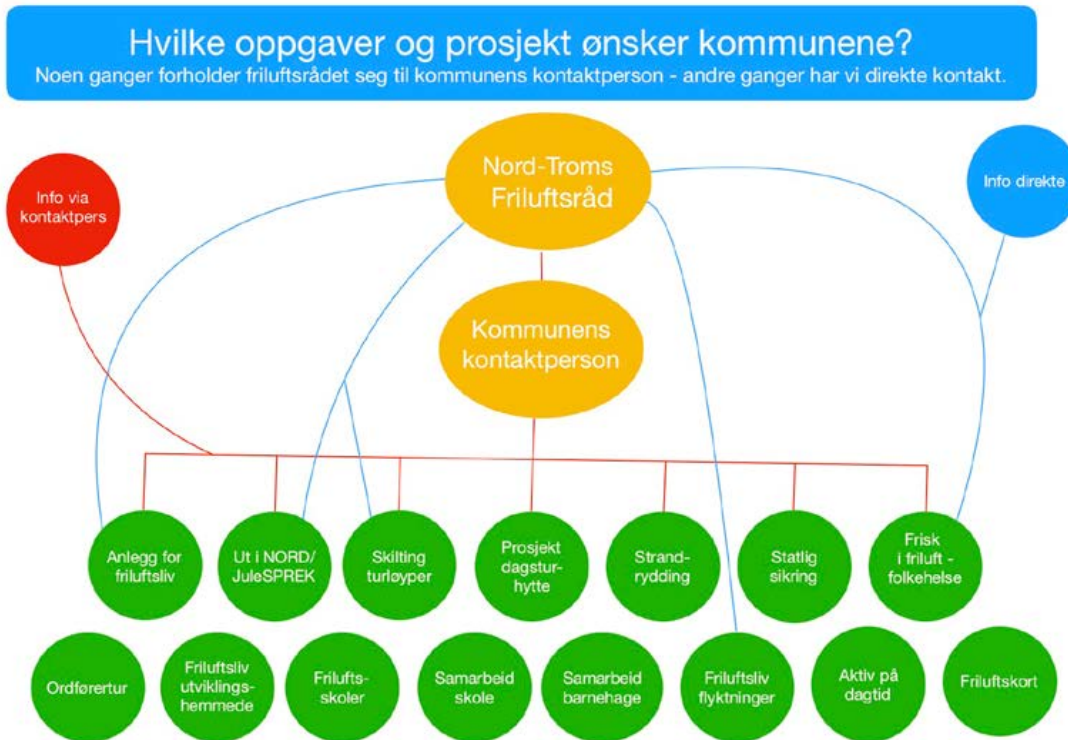 Hvilke oppgaver og prosjekt ønsker kommunene?
Noen ganger forholder friluftsrådet seg til kommunens kontaktperson - andre ganger har vi direkte kontakt.
Nord-Troms
Friluftsråd
Info via
kontaktpers
Info direkte
Kommunens
kontaktperson
Anlegg for
friluftsliv
Ut i NORD/
JuleSPREK
Skilting
turløyper
Prosjekt
dagstur-
hytte
Strand-
rydding
Statlig
sikring
Frisk
i friluft -
folkehelse
Ordførertur
Friluftsliv
utviklings-
hemmede
Frilufts-
skoler
Samarbeid
skole
Samarbeid
barnehage
Friluftsliv
flyktninger
Aktiv på
dagtid
Friluftskort